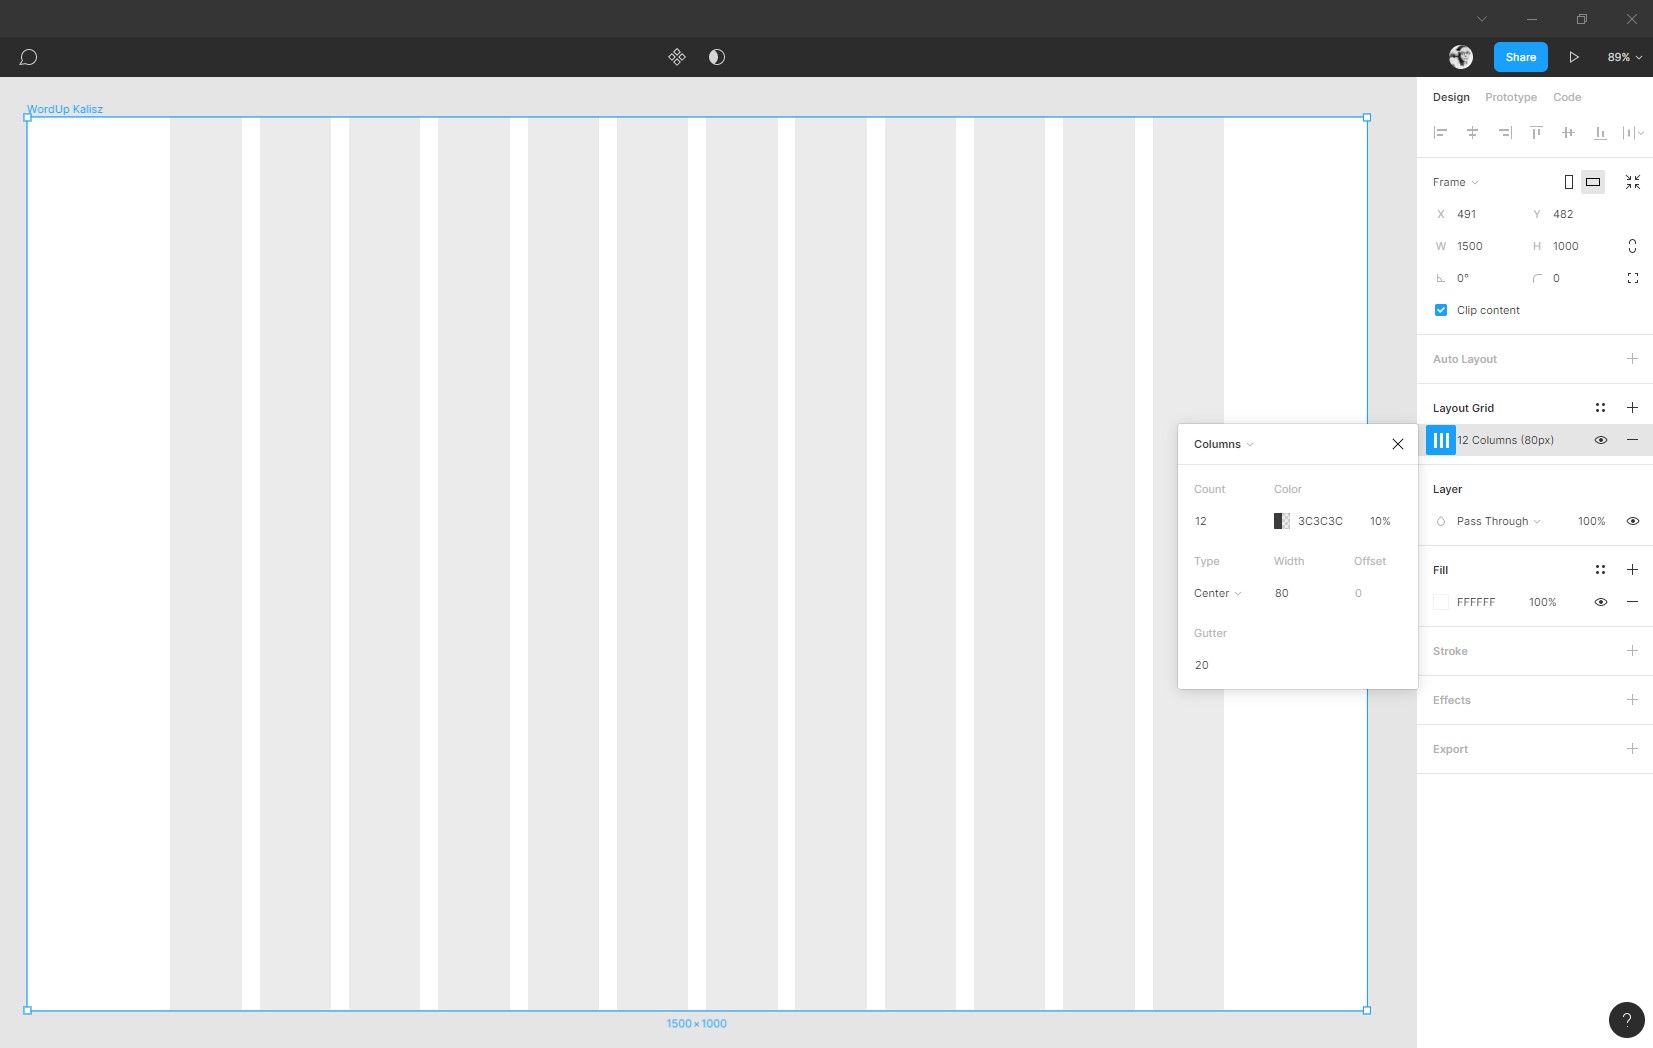 Share
89%
WordUp Kalisz
Design Prototype Code
Frame
X 491 Y 482
W 1500 H 1000
0° 0
Clip content
Auto Layout
Layout Grid
12 Columns (80px)
Columns
Count Color
12 3C3C3C 10%
Type Width Offset
Center 80 0
Gutter
20
Layer
Pass Through 100%
Fill
FFFFFF 100%
Stroke
Effects
Export
1500 × 1000
?